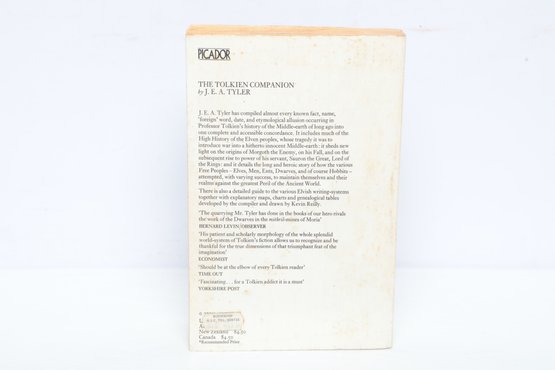 PICADOR
THE TOLKIEN COMPANION
by J. E. A. TYLER
J. E. A. Tyler has compiled almost every known fact, name,
'foreign' word, date, and etymological allusion occurring in
Professor Tolkien's history of the Middle-earth of long ago into
one complete and accessible concordance. It includes much of the
High History of the Elven peoples, whose tragedy it was to
introduce war into a hitherto innocent Middle-earth: it sheds new
light on the origins of Morgoth the Enemy, on his Fall, and on the
subsequent rise to power of his servant, Sauron the Great, Lord of
the Rings: and it details the long and heroic story of how the various
Free Peoples – Elves, Men, Ents, Dwarves, and of course Hobbits –
attempted, with varying success, to maintain themselves and their
realms against the greatest Peril of the Ancient World.
There is also a detailed guide to the various Elvish writing-systems
together with explanatory maps, charts and genealogical tables
developed by the compiler and drawn by Kevin Reilly.
'The quarrying Mr. Tyler has done in the books of our hero rivals
the work of the Dwarves in the mithril-mines of Moria'
BERNARD LEVIN/OBSERVER
'His patient and scholarly morphology of the whole splendid
world-system of Tolkien's fiction allows us to recognize and be
thankful for the true dimensions of that triumphant feat of the
imagination'
ECONOMIST
'Should be at the elbow of every Tolkien reader'
TIME OUT
'Fascinating . . . for a Tolkien addict it is a must'
YORKSHIRE POST
New Zealand $4.50
Canada $4.50
*Recommended Price